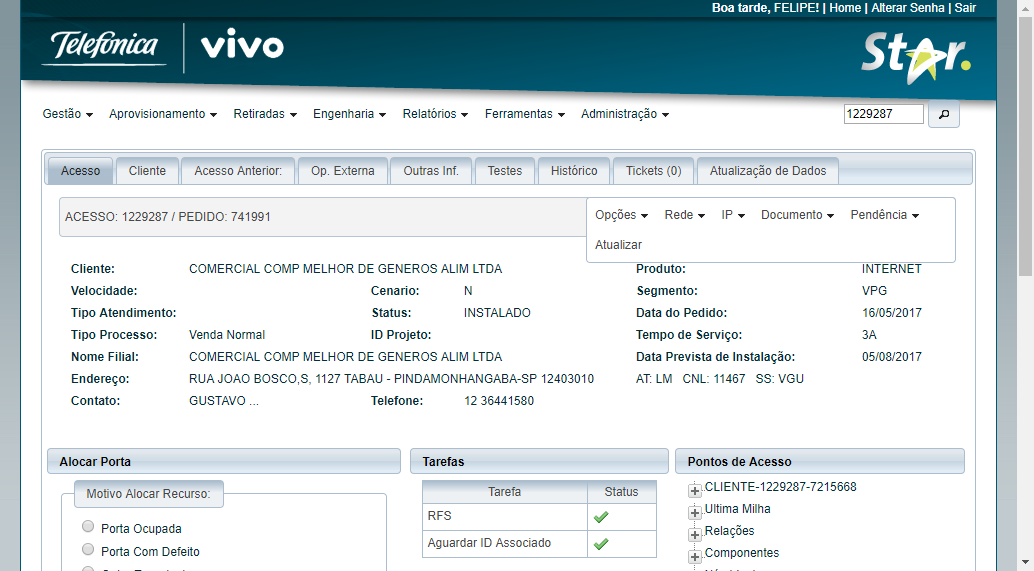 Boa tarde, FELIPE! | Home | Alterar Senha | Sair
Telefónica vivo Star.
Gestão Aprovisionamento Retiradas Engenharia Relatórios Ferramentas Administração 1229287
Acesso Cliente Acesso Anterior: Op. Externa Outras Inf. Testes Histórico Tickets (0) Atualização de Dados
ACESSO: 1229287 / PEDIDO: 741991
Opções Rede IP Documento Pendência
Atualizar
Cliente: COMERCIAL COMP MELHOR DE GENEROS ALIM LTDA Produto: INTERNET
Velocidade: Cenario: N Segmento: VPG
Tipo Atendimento: Status: INSTALADO Data do Pedido: 16/05/2017
Tipo Processo: Venda Normal ID Projeto: Tempo de Serviço: 3A
Nome Filial: COMERCIAL COMP MELHOR DE GENEROS ALIM LTDA Data Prevista de Instalação: 05/08/2017
Endereço: RUA JOAO BOSCO,S, 1127 TABAU - PINDAMONHANGABA-SP 12403010 AT: LM CNL: 11467 SS: VGU
Contato: GUSTAVO ... Telefone: 12 36441580
Alocar Porta
Motivo Alocar Recurso:
Porta Ocupada
Porta Com Defeito
Tarefas
Tarefa Status
RFS
Aguardar ID Associado
Pontos de Acesso
CLIENTE-1229287-7215668
Ultima Milha
Relações
Componentes